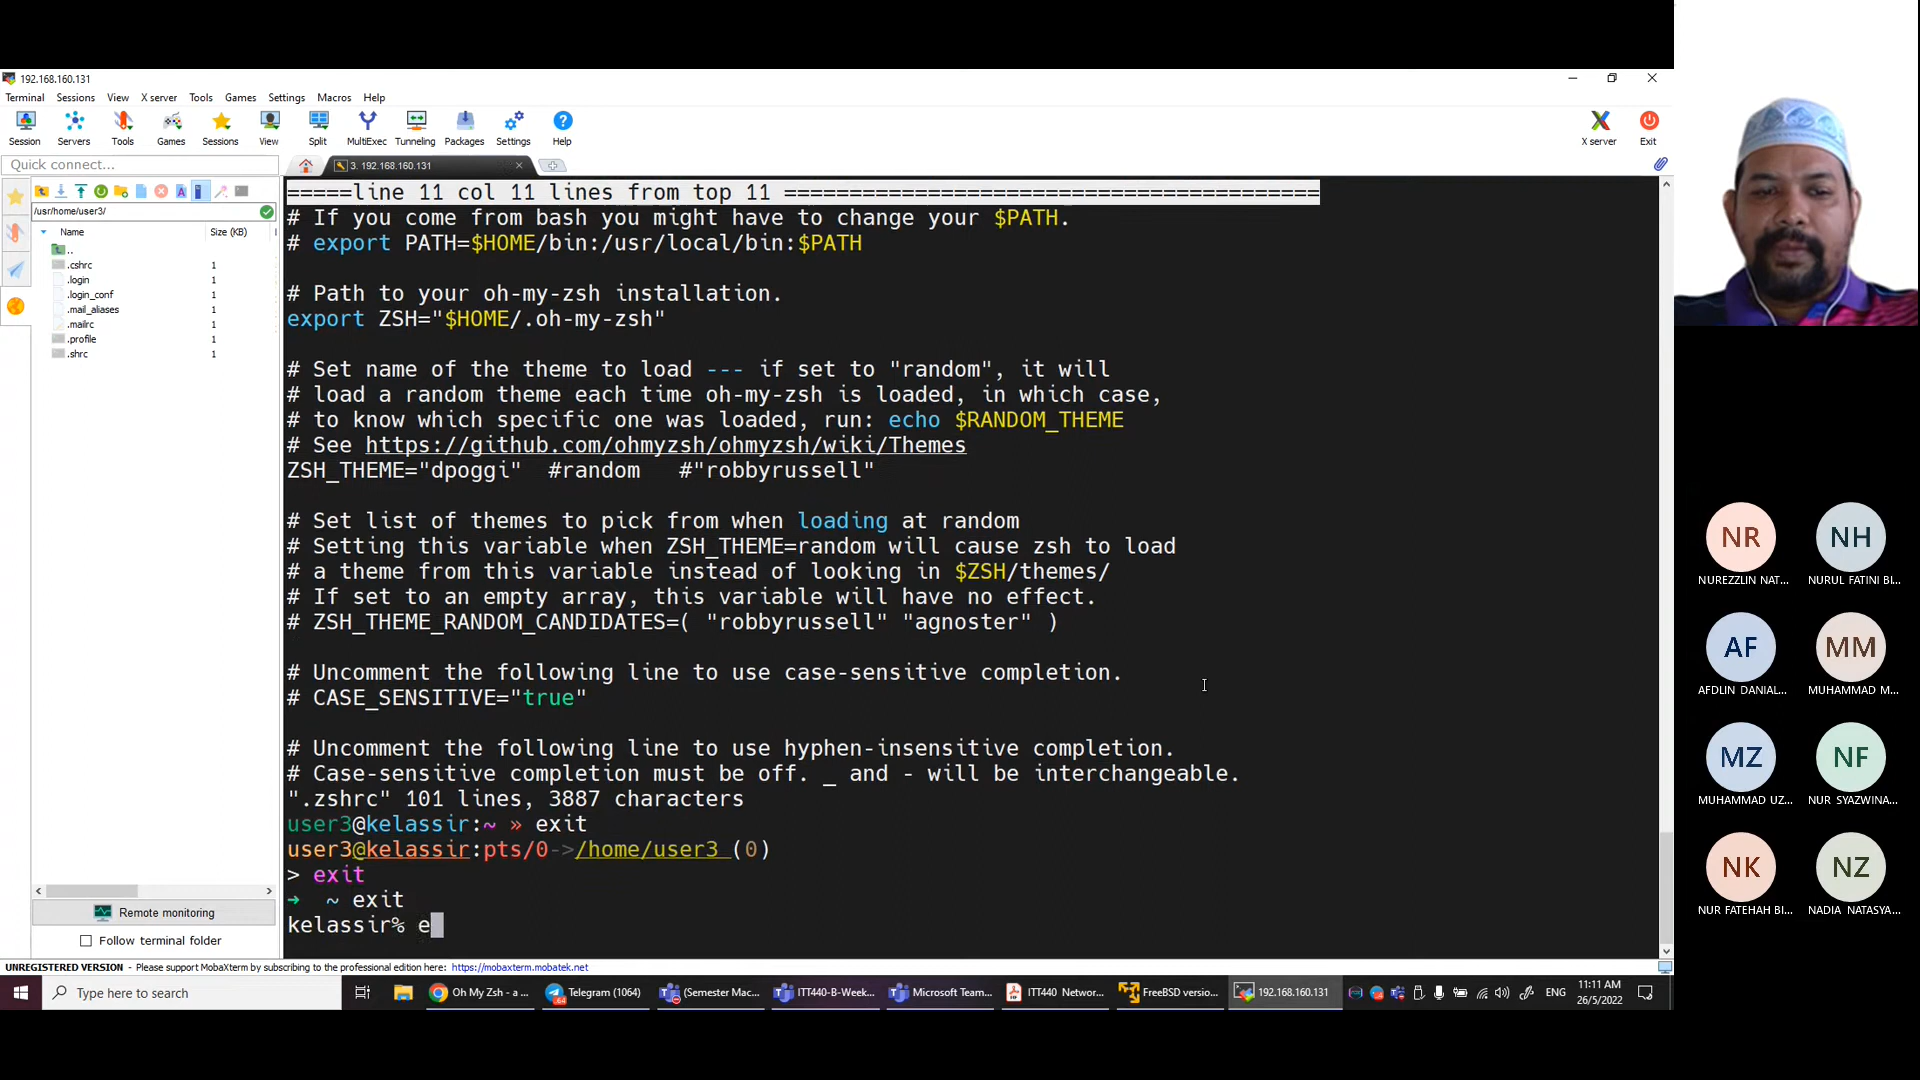 192.168.160.131
Terminal Sessions View X server Tools Games Settings Macros Help
Session Servers Tools Games Sessions View Split MultiExec Tunneling Packages Settings Help X server Exit
Quick connect...
3. 192.168.160.131
/usr/home/user3/
Name Size (KB)
..
.cshrc 1
.login 1
.login_conf 1
.mail_aliases 1
.mailrc 1
.profile 1
.shrc 1
Remote monitoring
Follow terminal folder
=====line 11 col 11 lines from top 11 =========================================
# If you come from bash you might have to change your $PATH.
# export PATH=$HOME/bin:/usr/local/bin:$PATH
# Path to your oh-my-zsh installation.
export ZSH="$HOME/.oh-my-zsh"
# Set name of the theme to load --- if set to "random", it will
# load a random theme each time oh-my-zsh is loaded, in which case,
# to know which specific one was loaded, run: echo $RANDOM_THEME
# See https://github.com/ohmyzsh/ohmyzsh/wiki/Themes
ZSH_THEME="dpoggi"  #random   #"robbyrussell"
# Set list of themes to pick from when loading at random
# Setting this variable when ZSH_THEME=random will cause zsh to load
# a theme from this variable instead of looking in $ZSH/themes/
# If set to an empty array, this variable will have no effect.
# ZSH_THEME_RANDOM_CANDIDATES=( "robbyrussell" "agnoster" )
# Uncomment the following line to use case-sensitive completion.
# CASE_SENSITIVE="true"
# Uncomment the following line to use hyphen-insensitive completion.
# Case-sensitive completion must be off. _ and - will be interchangeable.
".zshrc" 101 lines, 3887 characters
user3@kelassir:~ » exit
user3@kelassir:pts/0->/home/user3 (0)
> exit
➜  ~ exit
kelassir% e
UNREGISTERED VERSION - Please support MobaXterm by subscribing to the professional edition here: https://mobaxterm.mobatek.net
Type here to search
Oh My Zsh - a ...
Telegram (1064)
(Semester Mac...
ITT440-B-Week...
Microsoft Team...
ITT440 Networ...
FreeBSD versio...
192.168.160.131
ENG
11:11 AM
26/5/2022
NR NH
NUREZZLIN NAT... NURUL FATINI BI...
AF MM
AFDLIN DANIAL... MUHAMMAD M...
MZ NF
MUHAMMAD UZ... NUR SYAZWINA...
NK NZ
NUR FATEHAH BI... NADIA NATASYA...